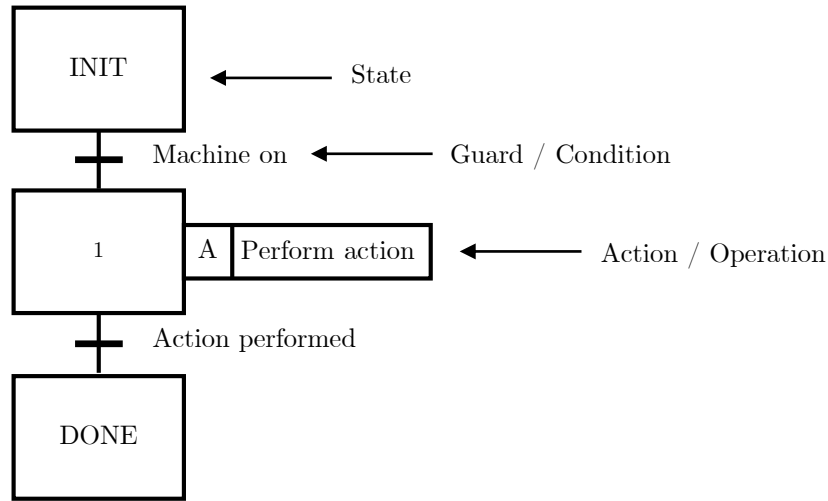 INIT
State
Machine on
Guard / Condition
1
A
Perform action
Action / Operation
Action performed
DONE